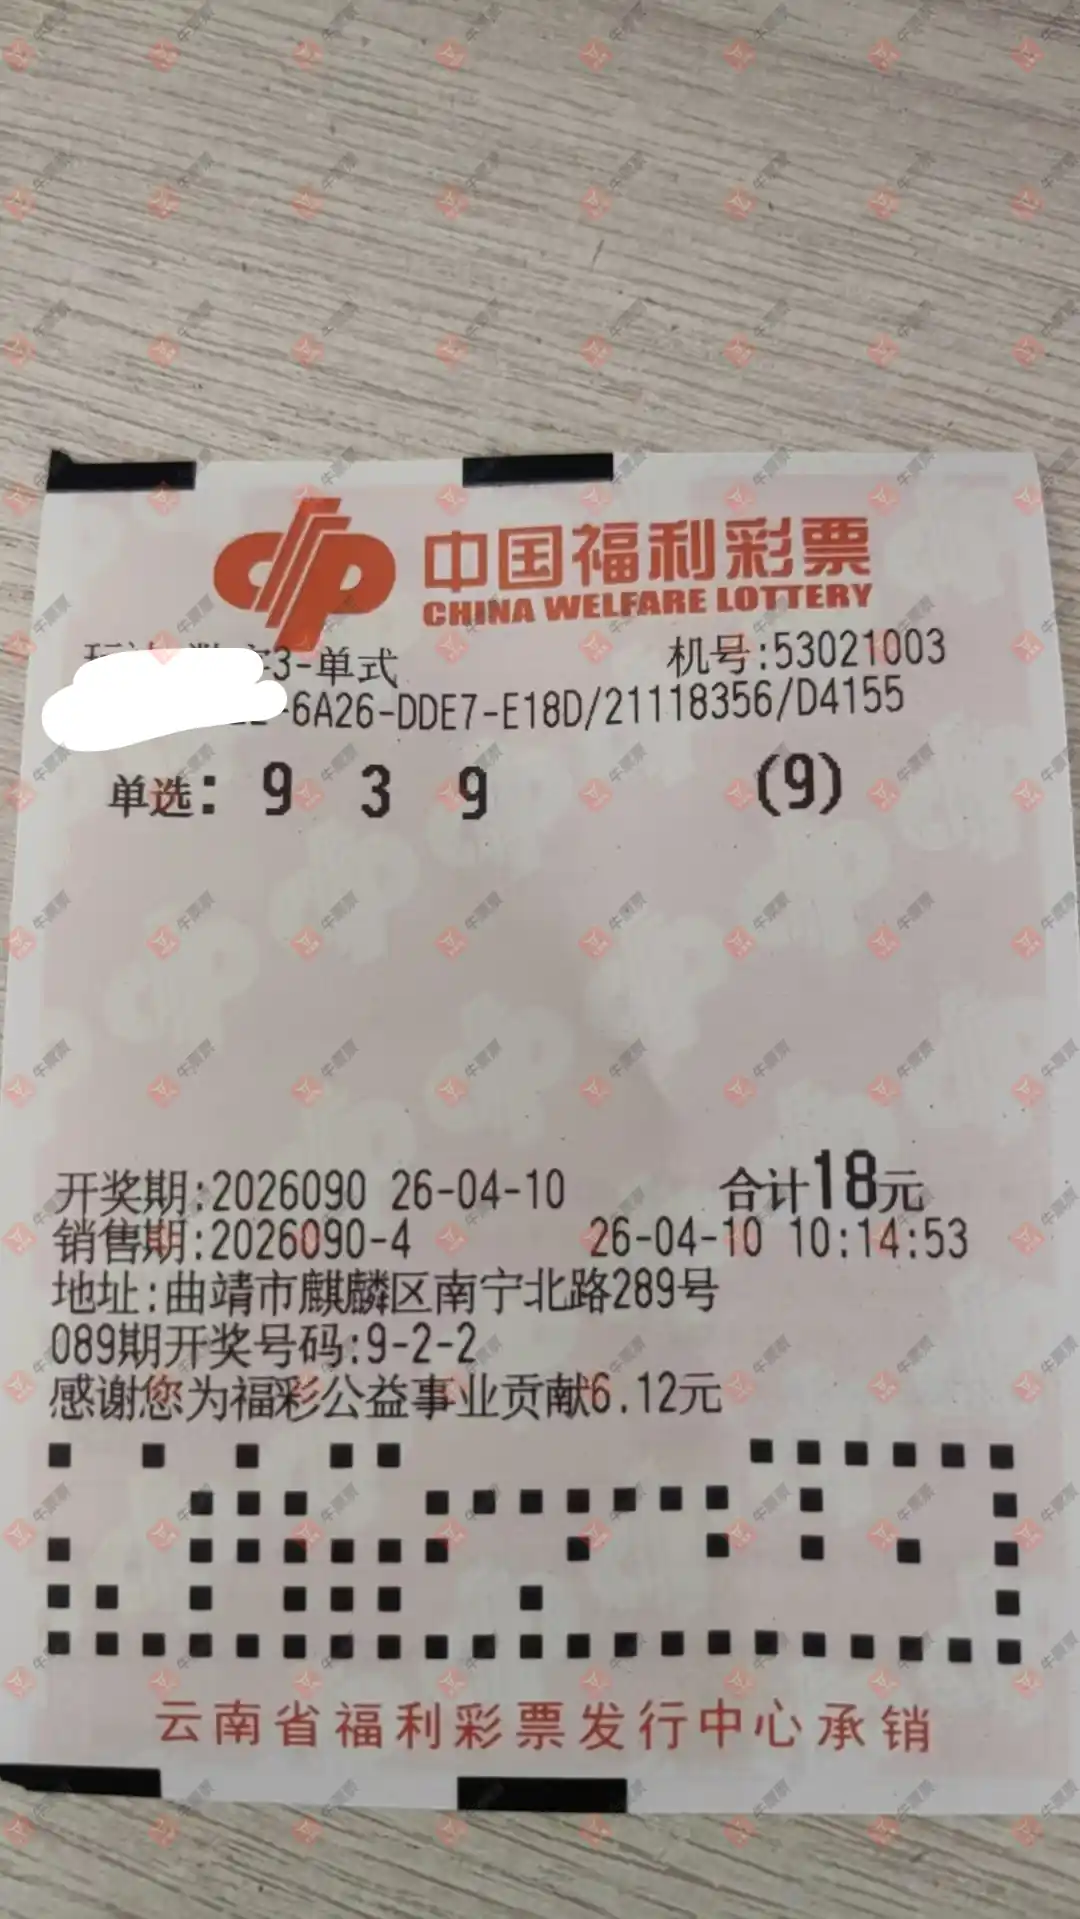 中国福利彩票
CHINA WELFARE LOTTERY
3-单式 机号:53021003
-6A26-DDE7-E18D/21118356/D4155
单选: 9 3 9 (9)
开奖期:2026090 26-04-10 合计18元
销售期:2026090-4 26-04-10 10:14:53
地址:曲靖市麒麟区南宁北路289号
089期开奖号码:9-2-2
感谢您为福彩公益事业贡献6.12元
云南省福利彩票发行中心承销
牛票票